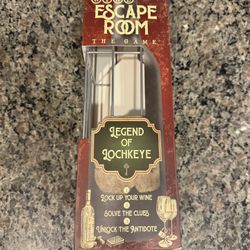 ESCAPE
ROOM
THE GAME
LEGEND
OF
LOCHKEYE
1
LOCK UP YOUR WINE
2
SOLVE THE CLUES
3
UNLOCK THE ANTIDOTE